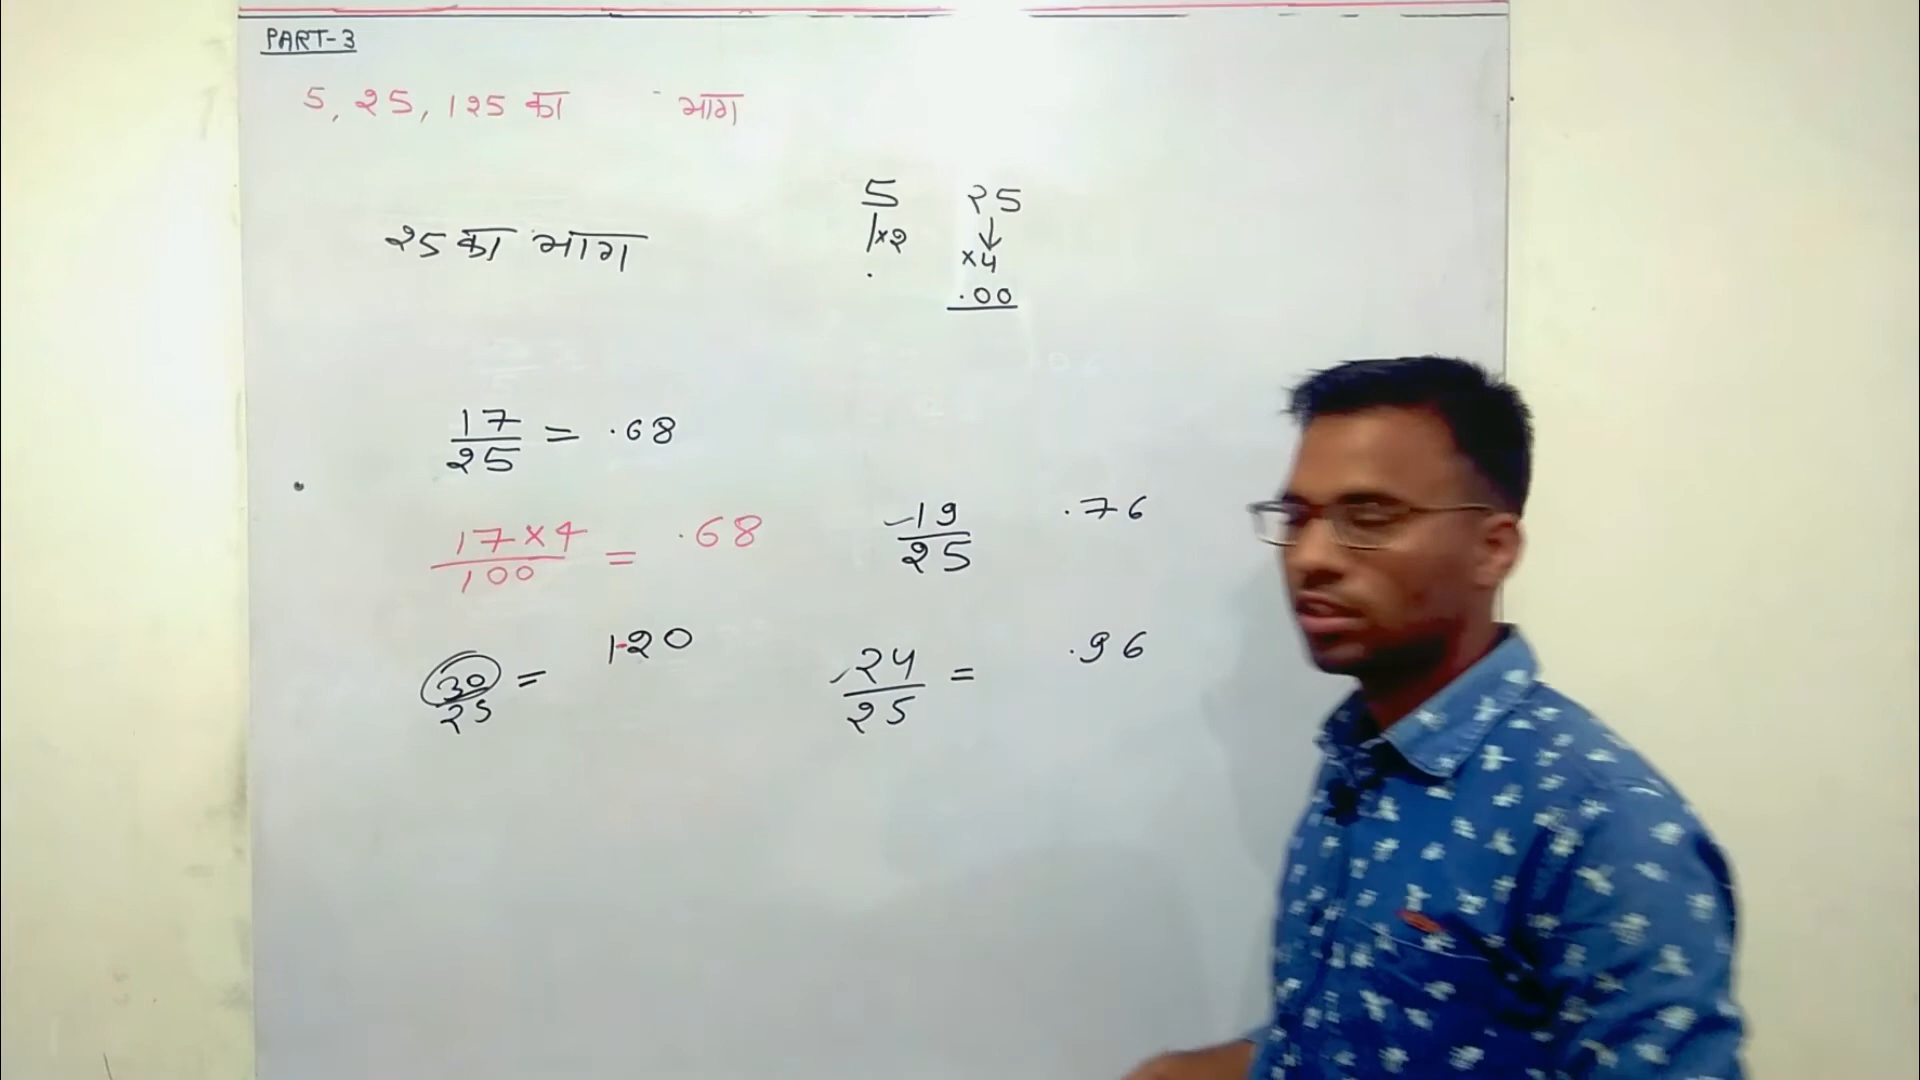 PART-3
5, 25, 125 का भाग
25 का भाग
5 25
×2 ×4
. .00
17/25 = .68
17×4/100 = .68
19/25 .76
30/25 = 1.20
24/25 = .96